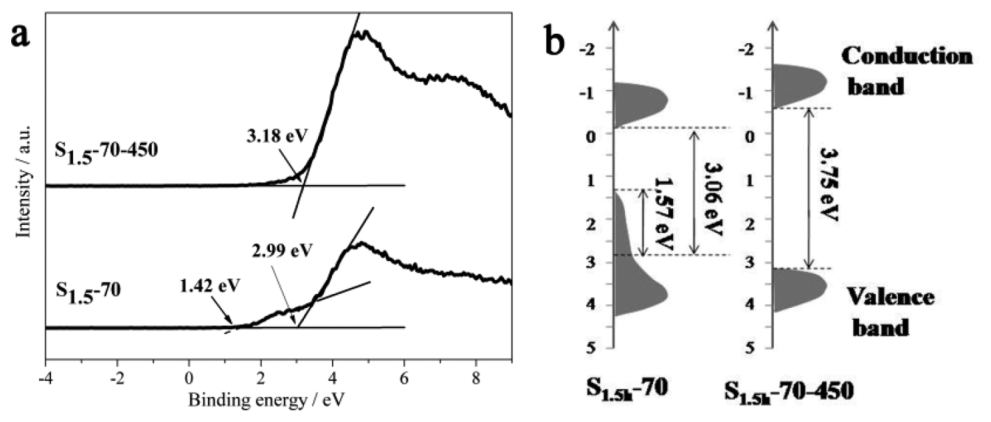 a
S1.5-70-450
3.18 eV
2.99 eV
1.42 eV
S1.5-70
Intensity / a.u.
-4 -2 0 2 4 6 8
Binding energy / eV
b
-2
-1
0
1
2
3
4
5
1.57 eV
3.06 eV
S1.5h-70
-2
-1
0
1
2
3
4
5
3.75 eV
Conduction
band
Valence
band
S1.5h-70-450